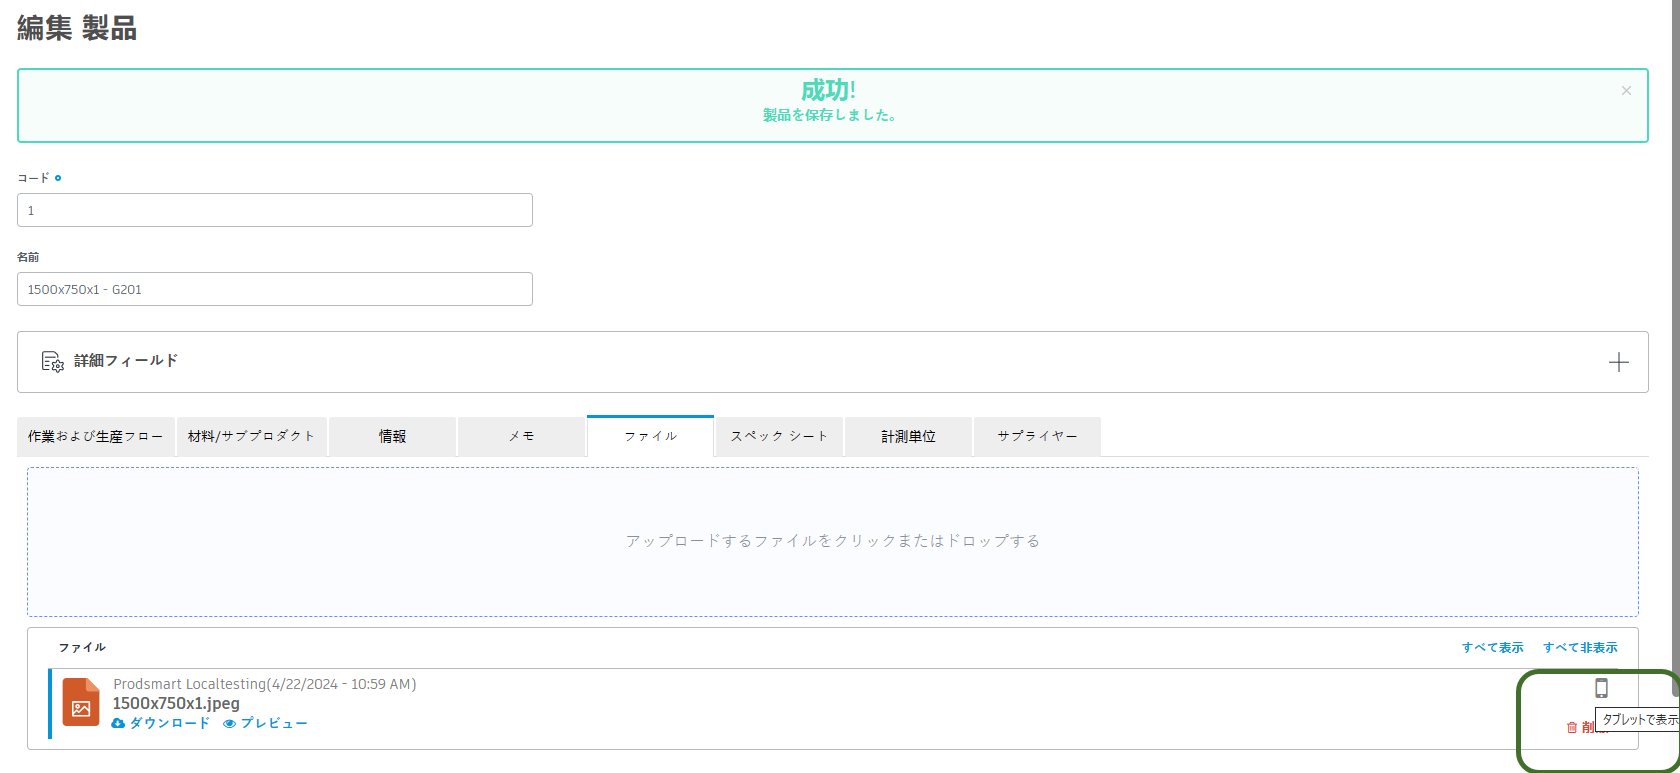 編集 製品
成功!
製品を保存しました。
×
コード
1
名前
1500x750x1 - G201
詳細フィールド
作業および生産フロー 材料/サブプロダクト 情報 メモ ファイル スペック シート 計測単位 サプライヤー
アップロードするファイルをクリックまたはドロップする
ファイル すべて表示 すべて非表示
Prodsmart Localtesting(4/22/2024 - 10:59 AM)
1500x750x1.jpeg
ダウンロード プレビュー
タブレットで表示
削